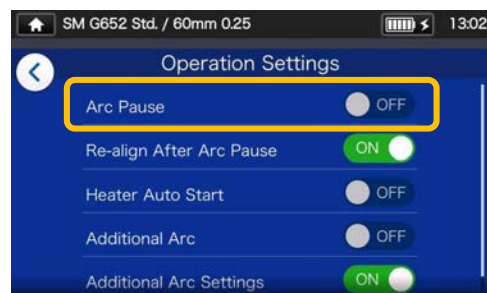 SM G652 Std. / 60mm 0.25 13:02
Operation Settings
Arc Pause OFF
Re-align After Arc Pause ON
Heater Auto Start OFF
Additional Arc OFF
Additional Arc Settings ON